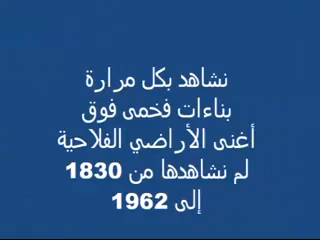 نشاهد بكل مرارة
بناءات فخمى فوق
أغنى الأراضي الفلاحية
لم نشاهدها من 1830
إلى 1962